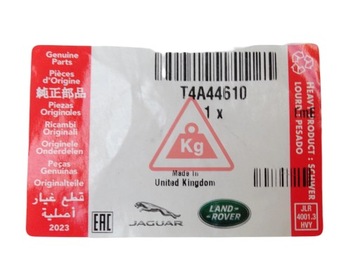 Genuine
Parts
Pièces
d'Origine
純正部品
Piezas
Originales
Ricambi
Originali
Originele
Onderdelen
Peças
Genuínas
Originalteile
قطع غيار
أصلية
2023
T4A44610
1 x
Kg
Made in
United Kingdom
EAC
JAGUAR
LAND-
ROVER
HEAVY PRODUCT : SCHWER
LOURD : PESADO
JLR
4001.3
HVY